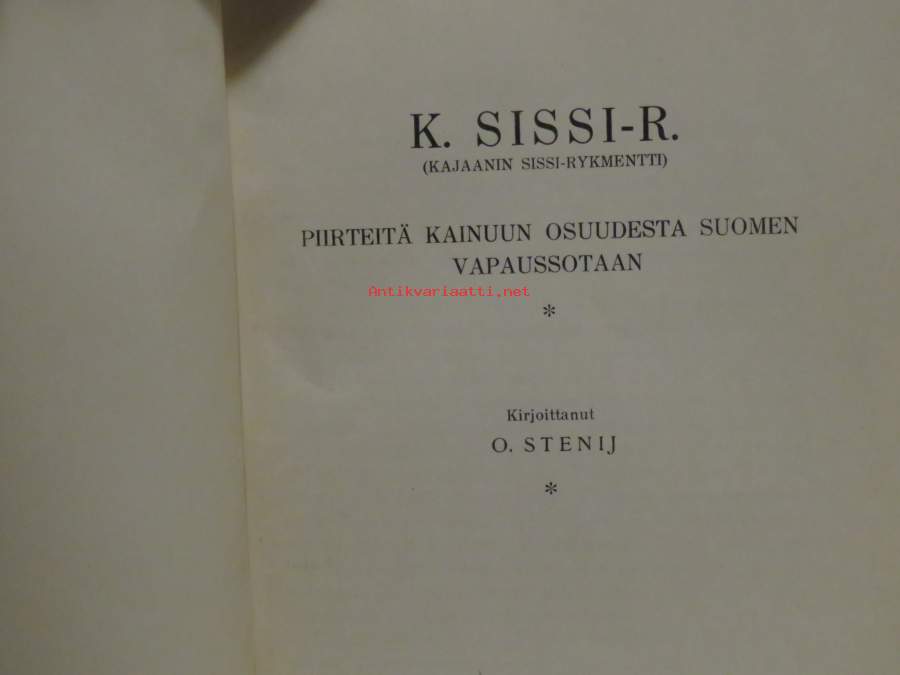 K. SISSI-R.
(KAJAANIN SISSI-RYKMENTTI)
PIIRTEITÄ KAINUUN OSUUDESTA SUOMEN
VAPAUSSOTAAN
Antikvariaatti.net
*
Kirjoittanut
O. STENIJ
*